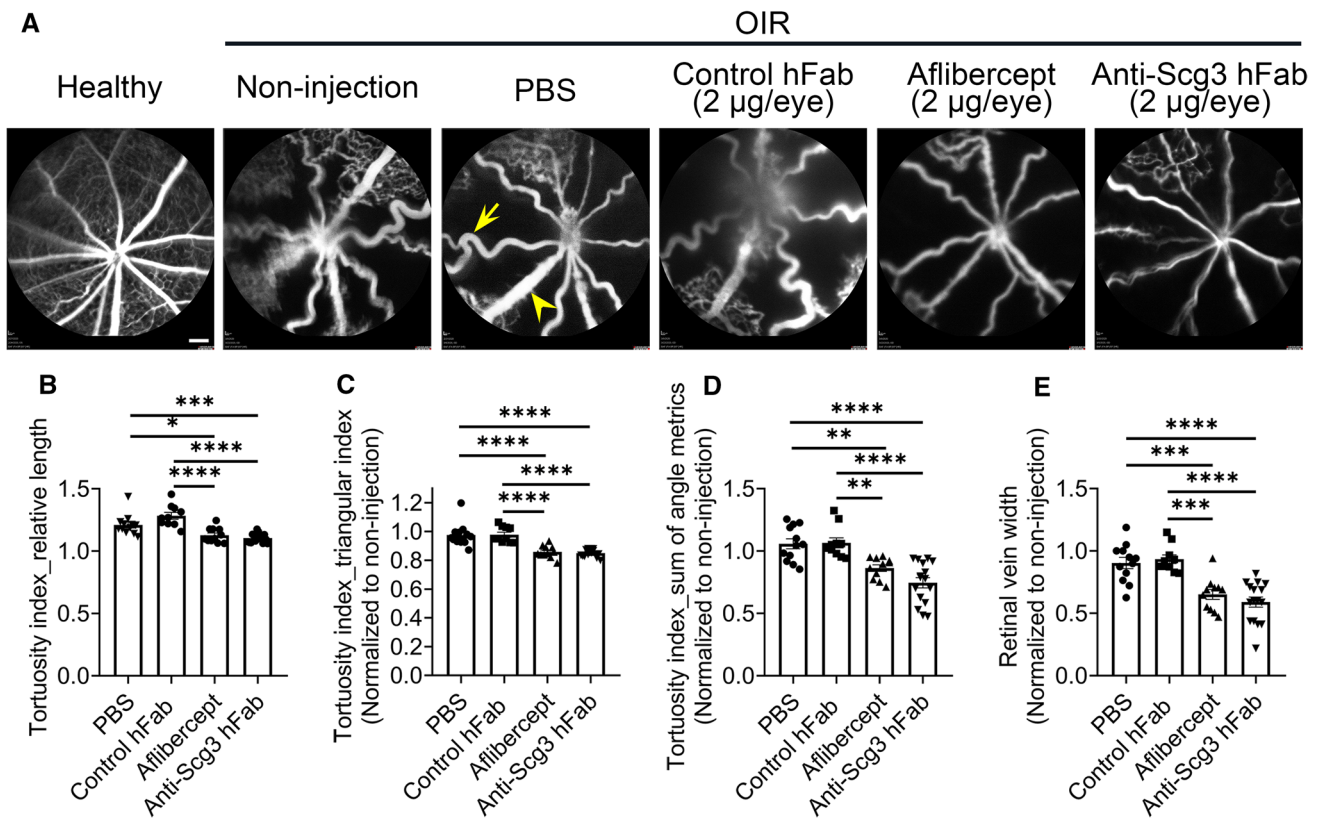 A
OIR
Healthy
Non-injection
PBS
Control hFab
(2 µg/eye)
Aflibercept
(2 µg/eye)
Anti-Scg3 hFab
(2 µg/eye)
B
Tortuosity index_relative length
***
*
****
****
1.5
1.0
0.5
0.0
PBS
Control hFab
Aflibercept
Anti-Scg3 hFab
C
Tortuosity index_triangular index
(Normalized to non-injection)
****
****
****
****
1.2
1.0
0.8
0.6
0.4
0.2
0.0
PBS
Control hFab
Aflibercept
Anti-Scg3 hFab
D
Tortuosity index_sum of angle metrics
(Normalized to non-injection)
****
**
****
**
1.5
1.0
0.5
0.0
PBS
Control hFab
Aflibercept
Anti-Scg3 hFab
E
Retinal vein width
(Normalized to non-injection)
****
***
****
***
1.5
1.0
0.5
0.0
PBS
Control hFab
Aflibercept
Anti-Scg3 hFab